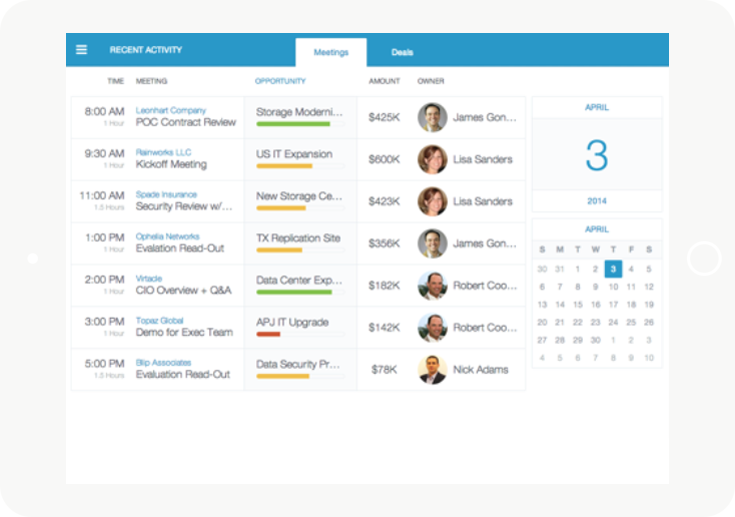 RECENT ACTIVITY
Meetings
Deals
TIME MEETING OPPORTUNITY AMOUNT OWNER
8:00 AM Leonhart Company Storage Moderni... $425K James Gon...
1 Hour POC Contract Review
9:30 AM Rainworks LLC US IT Expansion $600K Lisa Sanders
1 Hour Kickoff Meeting
11:00 AM Spade Insurance New Storage Ce... $423K Lisa Sanders
1.5 Hours Security Review w/...
1:00 PM Ophelia Networks TX Replication Site $356K James Gon...
1 Hour Evalation Read-Out
2:00 PM Virtacle Data Center Exp... $182K Robert Coo...
1 Hour CIO Overview + Q&A
3:00 PM Topaz Global APJ IT Upgrade $142K Robert Coo...
1 Hour Demo for Exec Team
5:00 PM Blip Associates Data Security Pr... $78K Nick Adams
1.5 Hours Evaluation Read-Out
APRIL
3
2014
APRIL
S M T W T F S
30 31 1 2 3 4 5
6 7 8 9 10 11 12
13 14 15 16 17 18 19
20 21 22 23 24 25 26
27 28 29 30 1 2 3
4 5 6 7 8 9 10